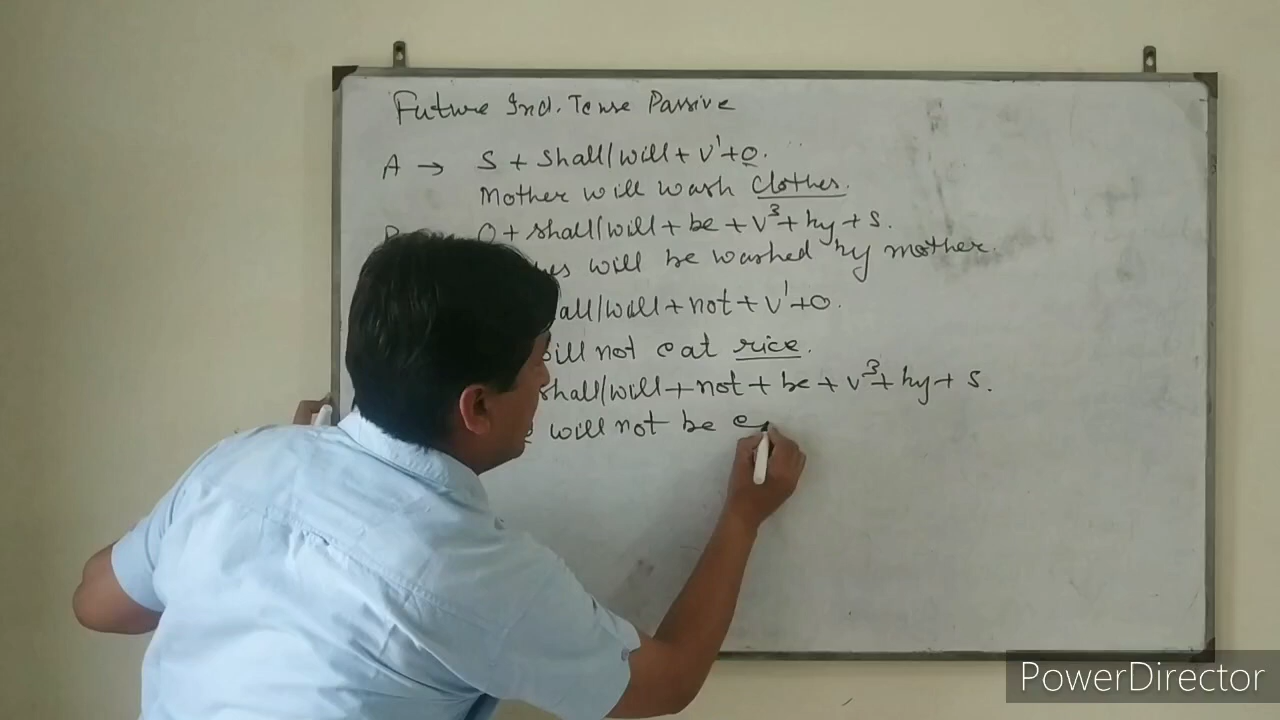 Future Ind. Tense Passive
A → S + shall/will + V¹ + O.
Mother will wash clothes.
O + shall/will + be + V³ + by + S.
will be washed by mother.
all/will + not + V¹ + O.
will not eat rice.
shall/will + not + be + V³ + by + S.
will not be
PowerDirector